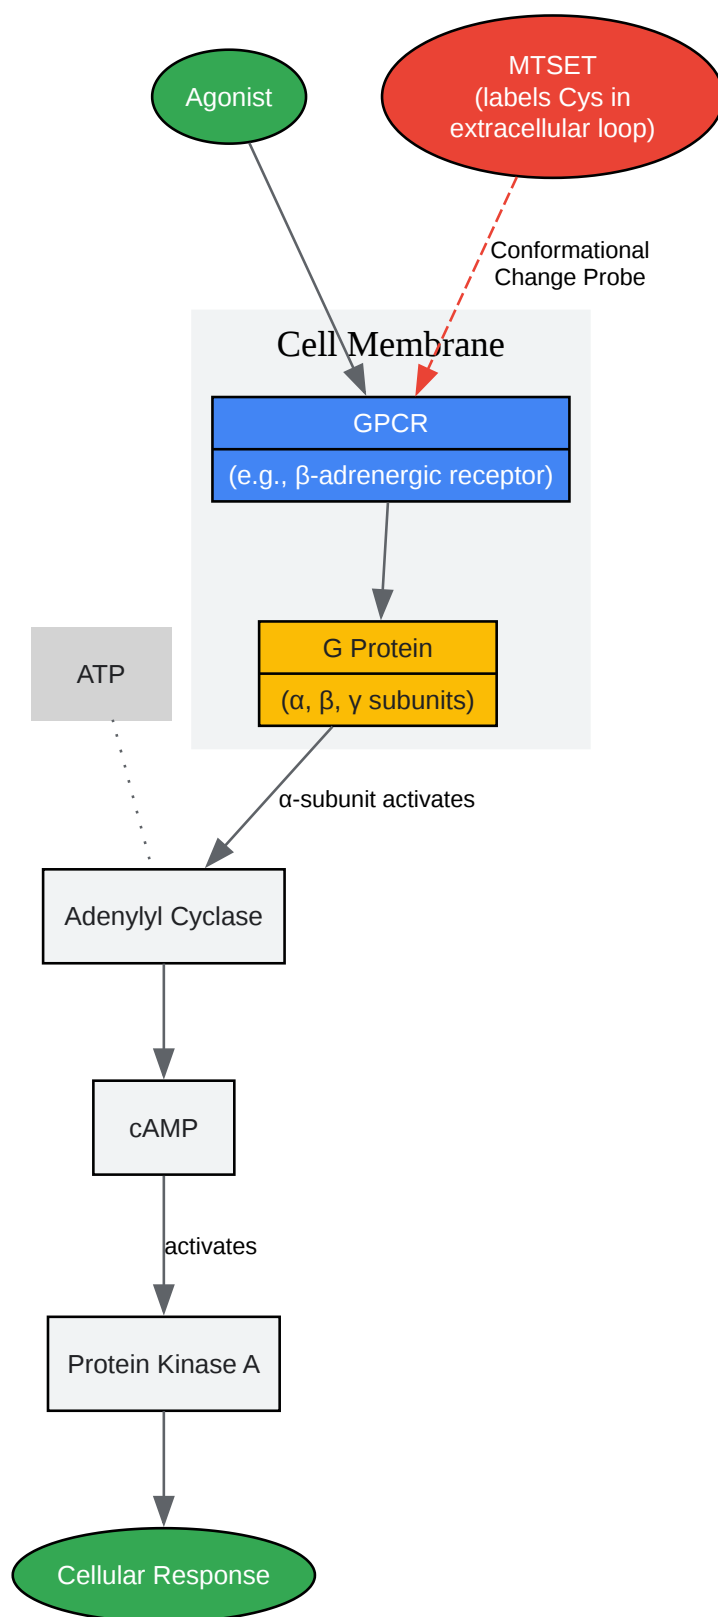 Agonist
MTSET
(labels Cys in
extracellular loop)
Conformational
Change Probe
Cell Membrane
GPCR
(e.g., β-adrenergic receptor)
G Protein
(α, β, γ subunits)
ATP
α-subunit activates
Adenylyl Cyclase
cAMP
activates
Protein Kinase A
Cellular Response